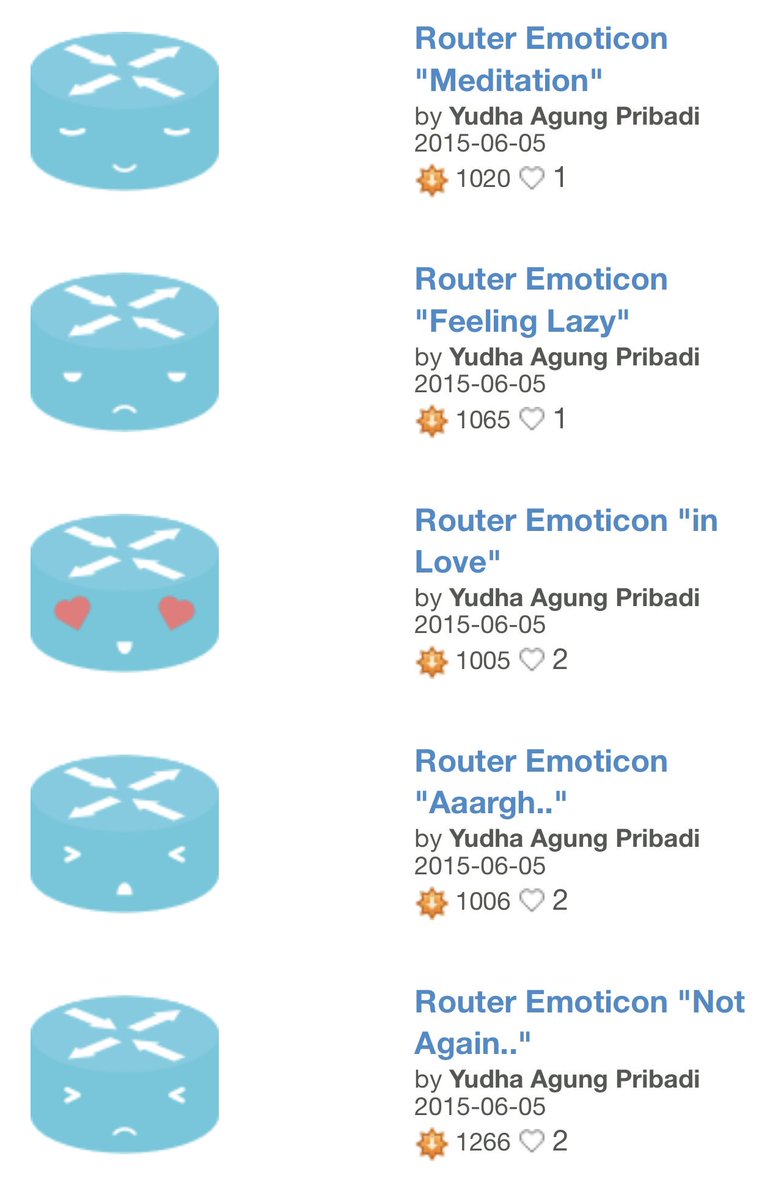 Router Emoticon
"Meditation"
by Yudha Agung Pribadi
2015-06-05
1020 1
Router Emoticon
"Feeling Lazy"
by Yudha Agung Pribadi
2015-06-05
1065 1
Router Emoticon "in
Love"
by Yudha Agung Pribadi
2015-06-05
1005 2
Router Emoticon
"Aaargh.."
by Yudha Agung Pribadi
2015-06-05
1006 2
Router Emoticon "Not
Again.."
by Yudha Agung Pribadi
2015-06-05
1266 2